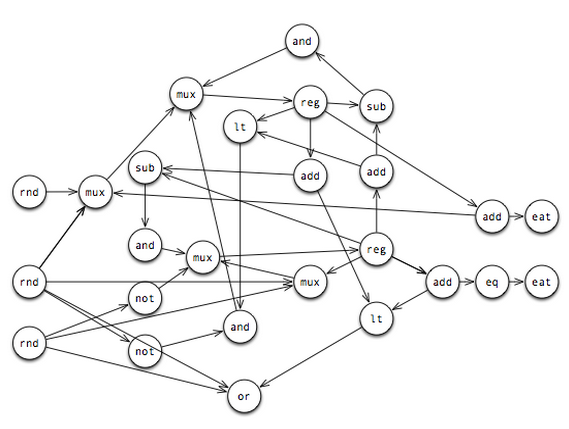 and
mux
reg
sub
lt
sub
add
add
rnd
mux
add
eat
and
mux
reg
rnd
mux
add
eq
eat
not
lt
and
rnd
not
or